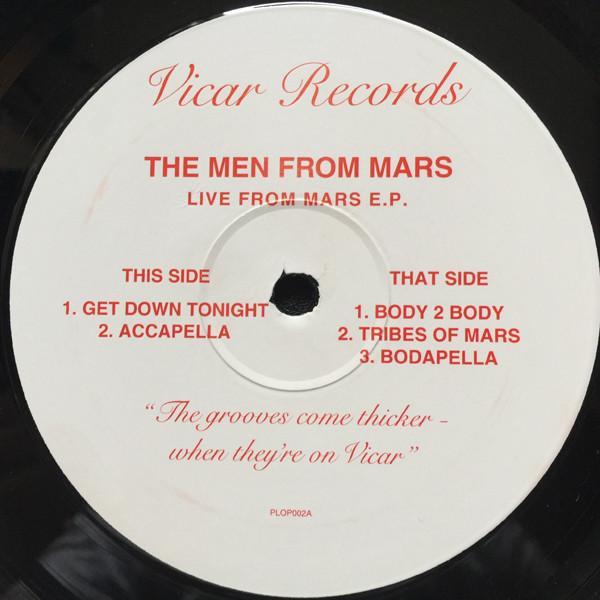 Vicar Records
THE MEN FROM MARS
LIVE FROM MARS E.P.
THIS SIDE
1. GET DOWN TONIGHT
2. ACCAPELLA
THAT SIDE
1. BODY 2 BODY
2. TRIBES OF MARS
3. BODAPELLA
“The grooves come thicker -
when they're on Vicar”
PLOP002A